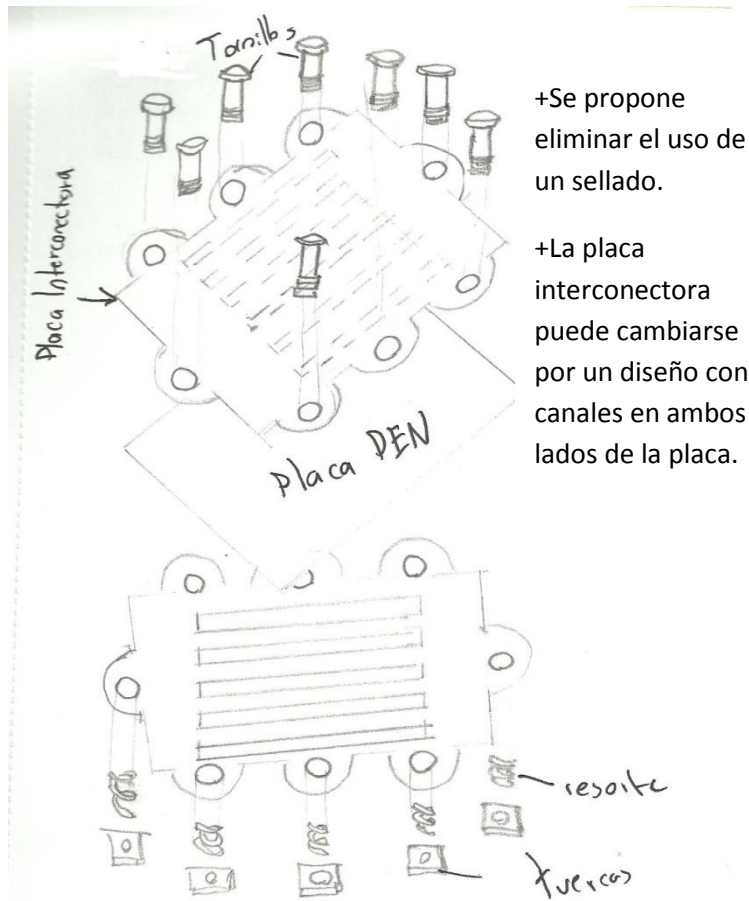 Tornillos
+Se propone
eliminar el uso de
un sellado.
+La placa
interconectora
puede cambiarse
por un diseño con
canales en ambos
lados de la placa.
Placa Interconectora
Placa PEN
resorte
tuercas